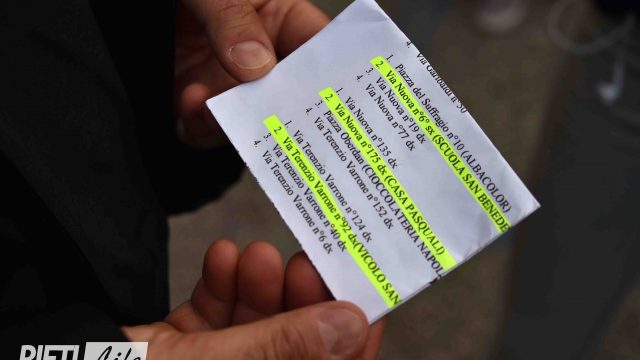 4. Via Garibaldi n°50
1. Piazza del Suffragio n°10 (ALBACOLOR)
2. Via Nuova n°6 sx (SCUOLA SAN BENEDE
3. Via Nuova n°19 dx
4. Via Nuova n°77 dx
1. Via Nuova n°135 dx
2. Via Nuova n°175 dx (CASA PASQUALI)
3. Piazza Oberdan (CIOCCOLATERIA NAPOL
4. Via Terenzio Varrone n°152 dx
1. Via Terenzio Varrone n°124 dx
2. Via Terenzio Varrone n°92 dx(VICOLO SAN
3. Via Terenzio Varrone n°46 dx
4. Via Terenzio Varrone n°6 dx
RIETI Life